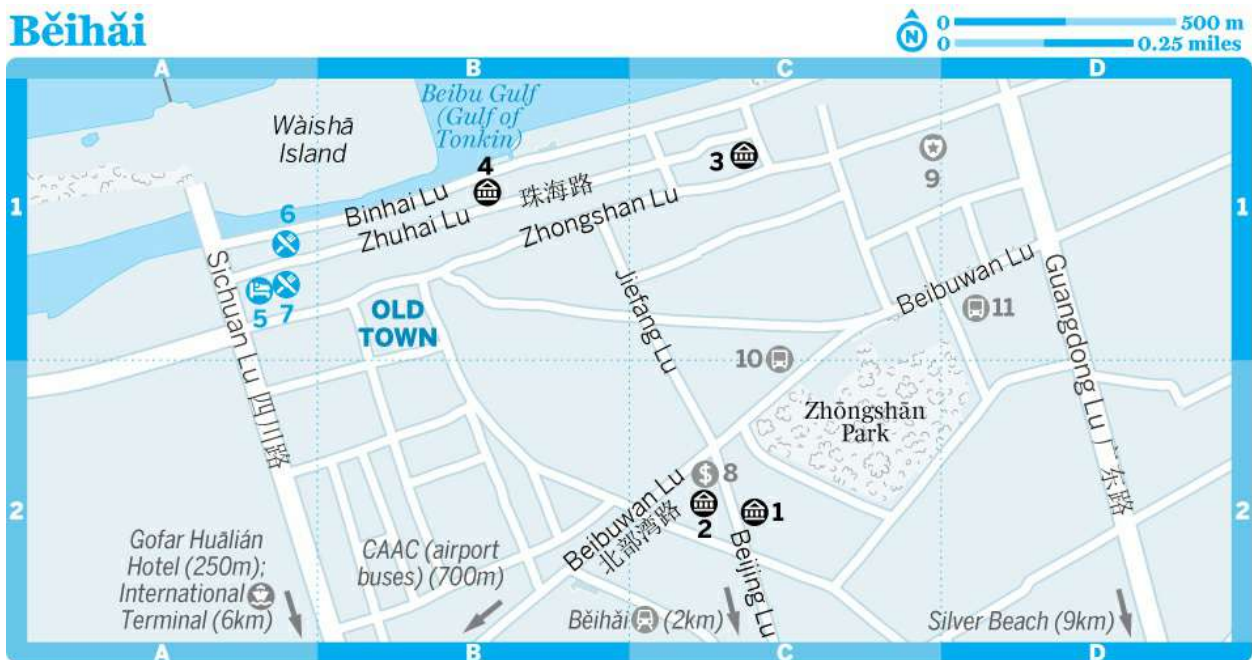 Běihǎi
0 500 m
N
0 0.25 miles
A B C D
Wàishā
Island
Beibu Gulf
(Gulf of
Tonkin)
4
3
9
1
1
6
Binhai Lu
Zhuhai Lu 珠海路
Zhongshan Lu
5
7
OLD
TOWN
Sichuan Lu 四川路
Jiefang Lu
Beibuwan Lu
11
Guangdong Lu 广东路
10
Zhōngshān
Park
8
2
2
Beibuwan Lu
北部湾路
2
1
Beijing Lu
Gofar Huālián
Hotel (250m);
International
Terminal (6km)
CAAC (airport
buses) (700m)
Běihǎi (2km)
Silver Beach (9km)
A B C D